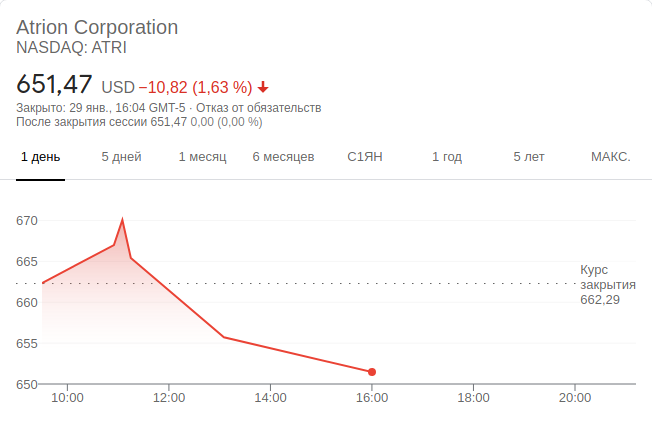 Atrion Corporation
NASDAQ: ATRI
651,47 USD −10,82 (1,63 %)
Закрыто: 29 янв., 16:04 GMT-5 · Отказ от обязательств
После закрытия сессии 651,47 0,00 (0,00 %)
1 день 5 дней 1 месяц 6 месяцев С1ЯН 1 год 5 лет МАКС.
670
665
Курс
закрытия
662,29
660
655
650
10:00 12:00 14:00 16:00 18:00 20:00